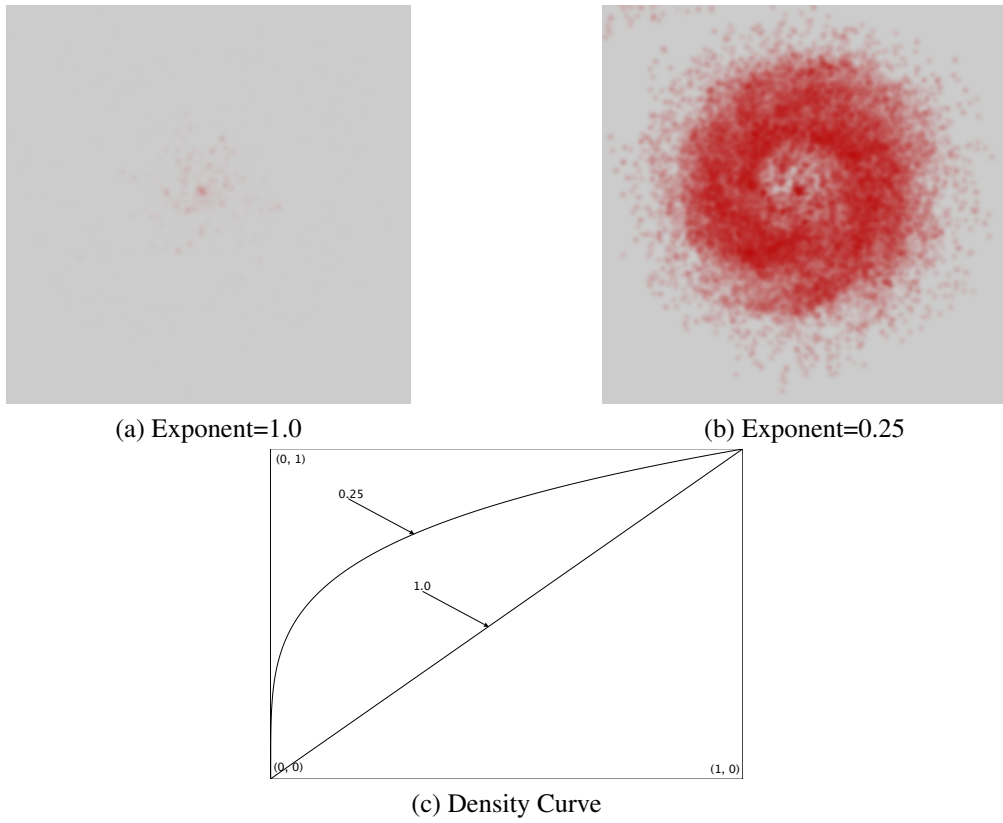 (a) Exponent=1.0
(b) Exponent=0.25
(0, 1)
0.25
1.0
(0, 0)
(1, 0)
(c) Density Curve